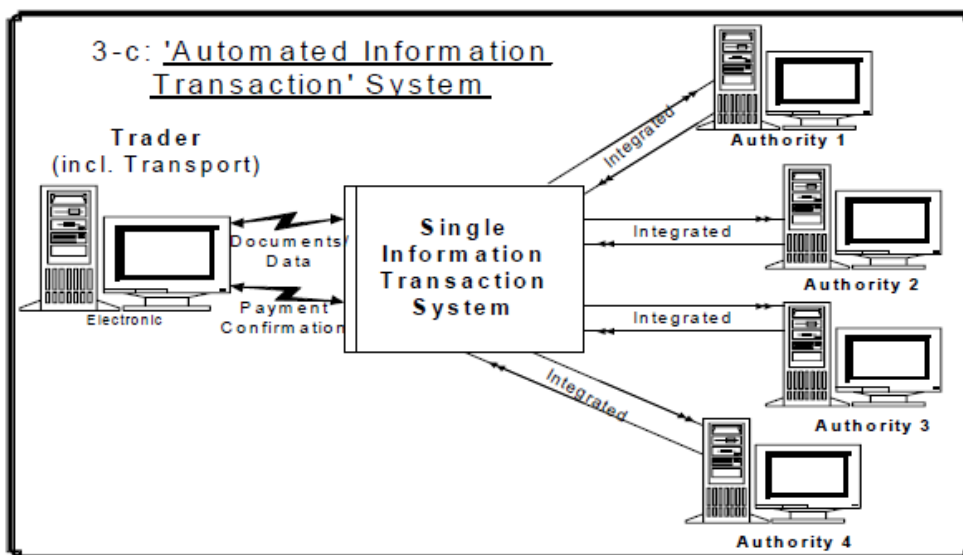 3-c: 'Automated Information
Transaction' System
Trader
(incl. Transport)
Electronic
Documents/
Data
Payment
Confirmation
Single
Information
Transaction
System
Integrated
Authority 1
Integrated
Authority 2
Integrated
Authority 3
Integrated
Authority 4